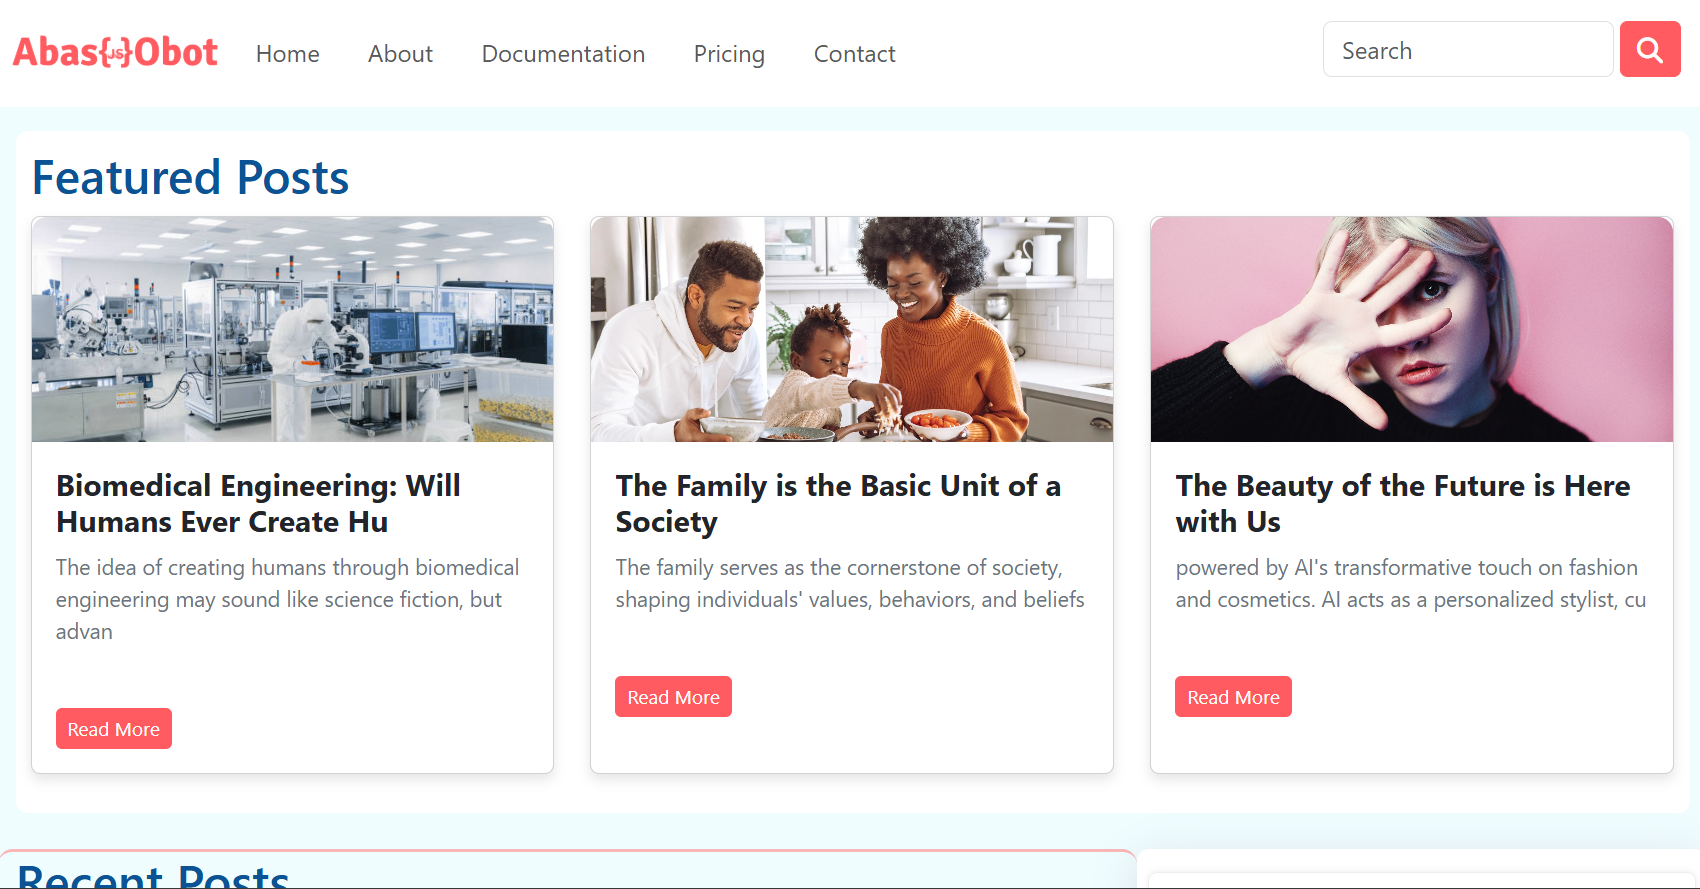 Abas{JS}Obot
Home About Documentation Pricing Contact
Search
Featured Posts
Biomedical Engineering: Will
Humans Ever Create Hu
The idea of creating humans through biomedical
engineering may sound like science fiction, but
advan
Read More
The Family is the Basic Unit of a
Society
The family serves as the cornerstone of society,
shaping individuals' values, behaviors, and beliefs
Read More
The Beauty of the Future is Here
with Us
powered by AI's transformative touch on fashion
and cosmetics. AI acts as a personalized stylist, cu
Read More
Recent Posts